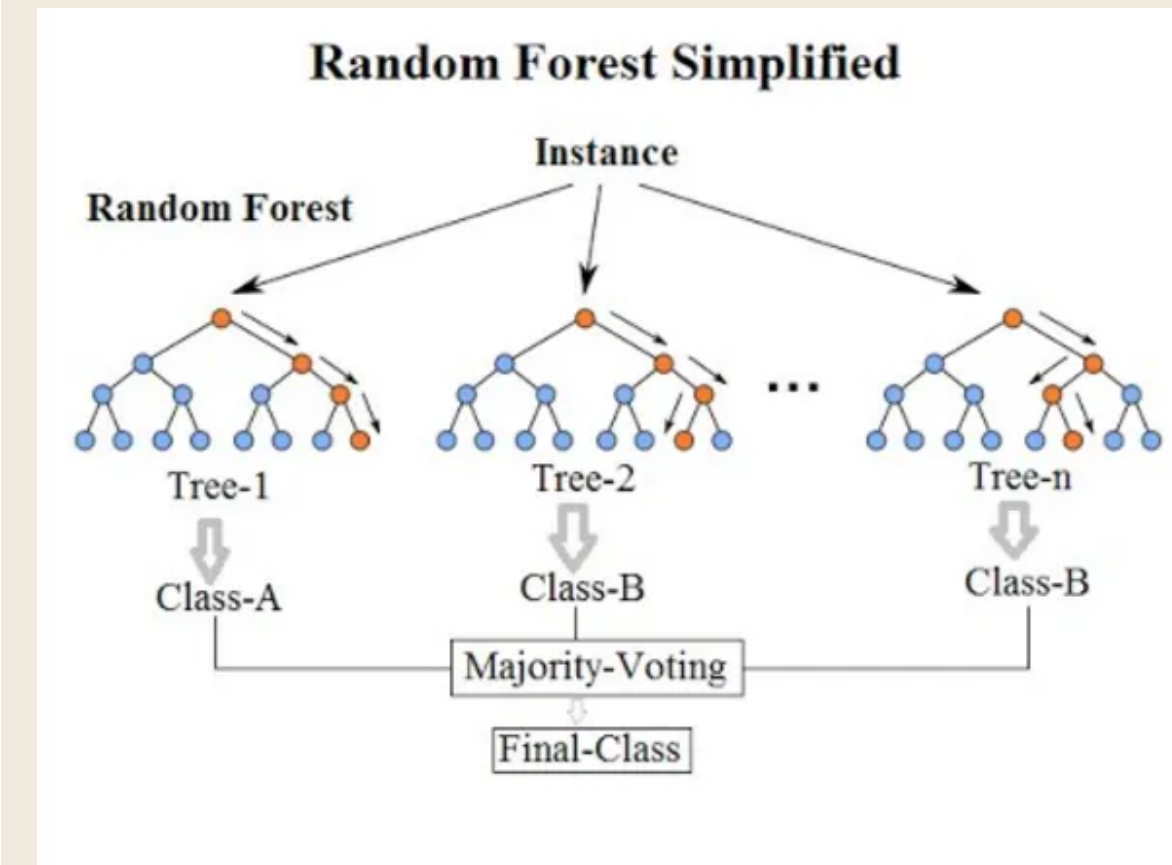 Random Forest Simplified
Instance
Random Forest
...
Tree-1
Tree-2
Tree-n
Class-A
Class-B
Class-B
Majority-Voting
Final-Class